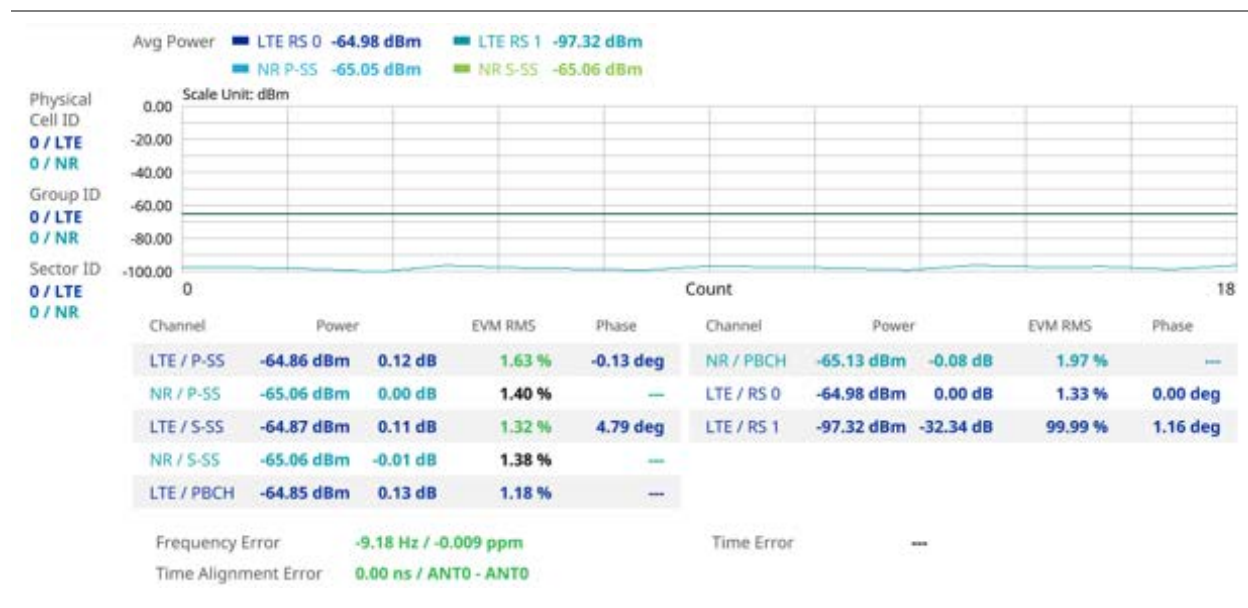 Avg Power LTE RS 0 -64.98 dBm LTE RS 1 -97.32 dBm
NR P-SS -65.05 dBm NR S-SS -65.06 dBm
Scale Unit: dBm
Physical
Cell ID
0 / LTE
0 / NR
Group ID
0 / LTE
0 / NR
Sector ID
0 / LTE
0 / NR
0.00
-20.00
-40.00
-60.00
-80.00
-100.00
0 Count 18
Channel Power EVM RMS Phase Channel Power EVM RMS Phase
LTE / P-SS -64.86 dBm 0.12 dB 1.63 % -0.13 deg NR / PBCH -65.13 dBm -0.08 dB 1.97 % ---
NR / P-SS -65.06 dBm 0.00 dB 1.40 % --- LTE / RS 0 -64.98 dBm 0.00 dB 1.33 % 0.00 deg
LTE / S-SS -64.87 dBm 0.11 dB 1.32 % 4.79 deg LTE / RS 1 -97.32 dBm -32.34 dB 99.99 % 1.16 deg
NR / S-SS -65.06 dBm -0.01 dB 1.38 % ---
LTE / PBCH -64.85 dBm 0.13 dB 1.18 % ---
Frequency Error -9.18 Hz / -0.009 ppm Time Error ---
Time Alignment Error 0.00 ns / ANT0 - ANT0